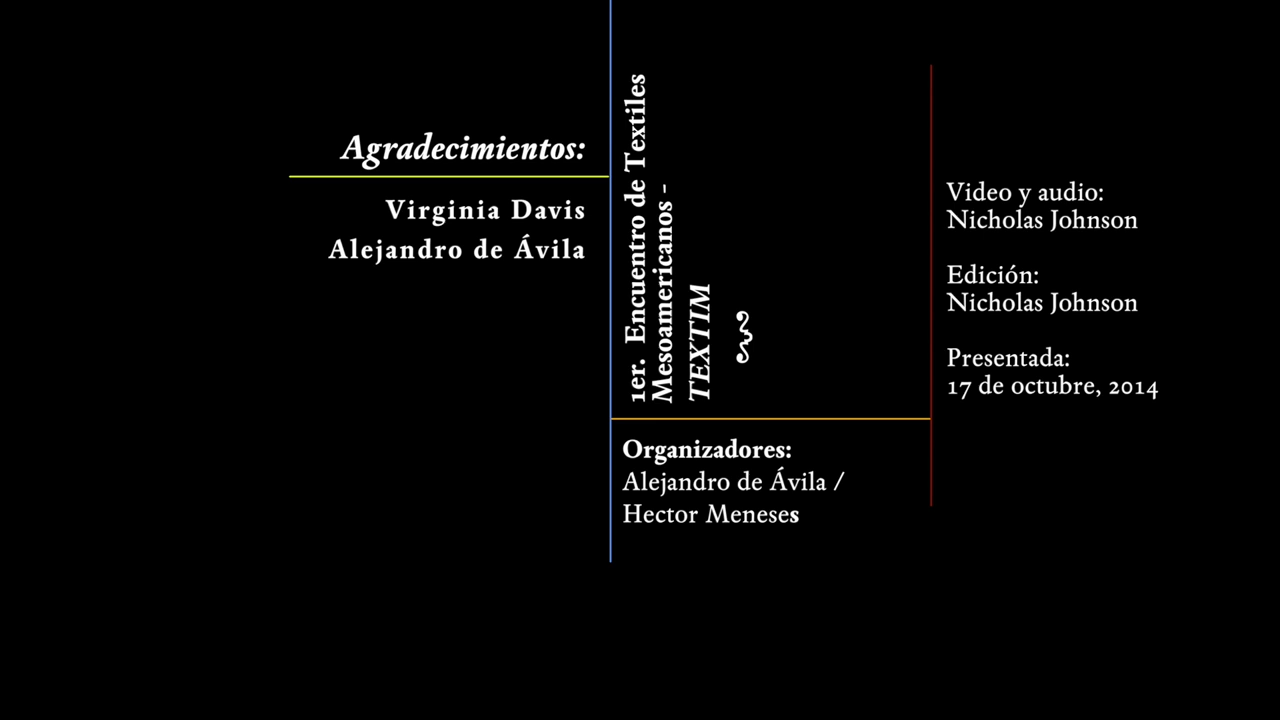 Agradecimientos:
Virginia Davis
Alejandro de Ávila
1er. Encuentro de Textiles
Mesoamericanos -
TEXTIM
Organizadores:
Alejandro de Ávila /
Hector Meneses
Video y audio:
Nicholas Johnson
Edición:
Nicholas Johnson
Presentada:
17 de octubre, 2014